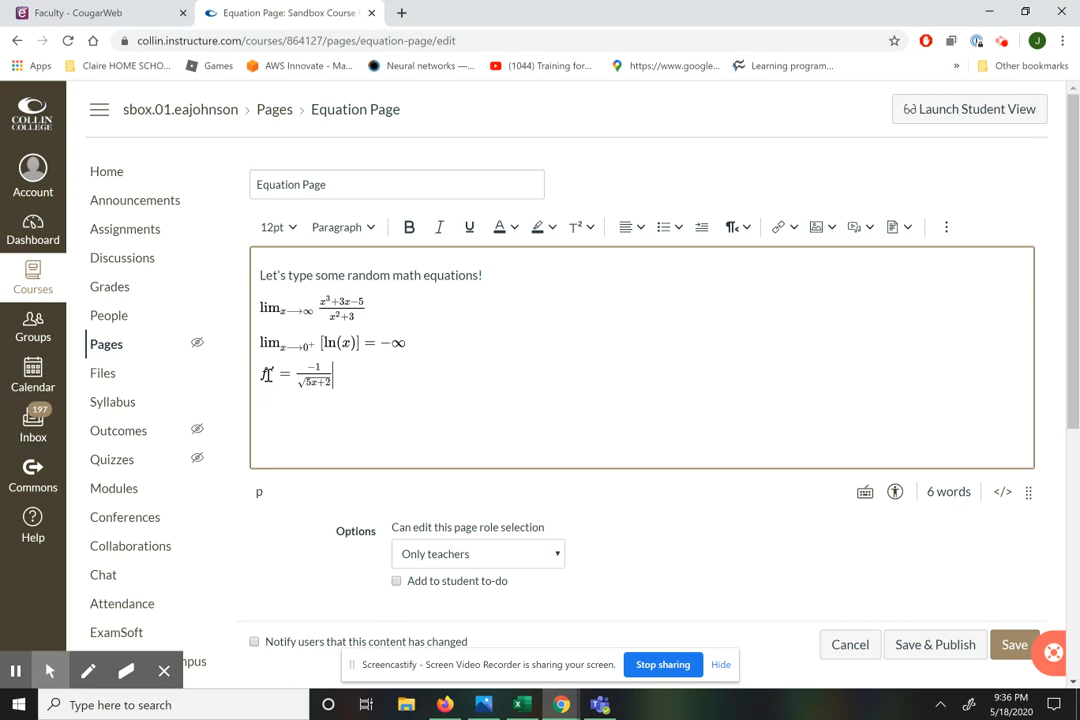 Faculty - CougarWeb
Equation Page: Sandbox Course
collin.instructure.com/courses/864127/pages/equation-page/edit
J
Apps
Claire HOME SCHO...
Games
AWS Innovate - Ma...
Neural networks —...
(1044) Training for...
https://www.google...
Learning program...
»
Other bookmarks
COLLIN COLLEGE
Account
Dashboard
Courses
Groups
Calendar
197
Inbox
Commons
Help
sbox.01.eajohnson > Pages > Equation Page
Launch Student View
Home
Announcements
Assignments
Discussions
Grades
People
Pages
Files
Syllabus
Outcomes
Quizzes
Modules
Conferences
Collaborations
Chat
Attendance
ExamSoft
mpus
Equation Page
12pt Paragraph B I U A T²
Let's type some random math equations!
lim x⟶∞ (x³+3x−5)/(x²+3)
lim x⟶0⁺ [ln(x)] = −∞
f′ = −1/√(5x+2)
p
6 words </>
Options
Can edit this page role selection
Only teachers
Add to student to-do
Notify users that this content has changed
Cancel
Save & Publish
Save
Screencastify - Screen Video Recorder is sharing your screen.
Stop sharing
Hide
Type here to search
9:36 PM
5/18/2020